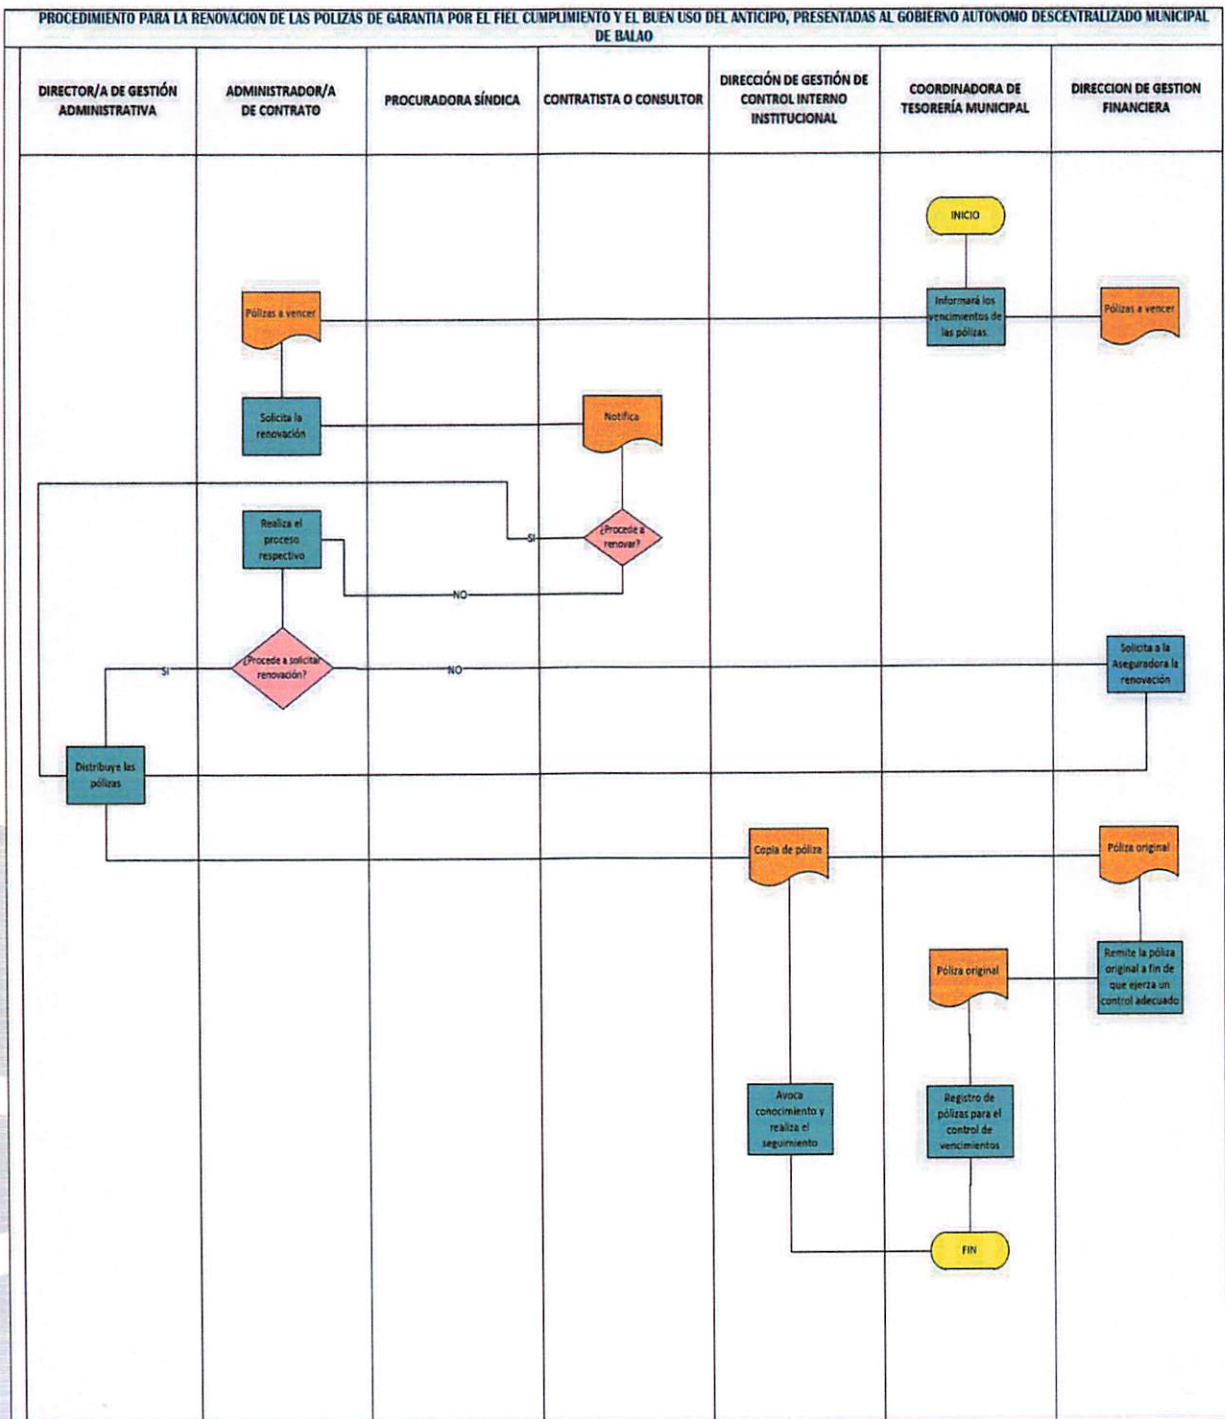 PROCEDIMIENTO PARA LA RENOVACION DE LAS POLIZAS DE GARANTIA POR EL FIEL CUMPLIMIENTO Y EL BUEN USO DEL ANTICIPO, PRESENTADAS AL GOBIERNO AUTONOMO DESCENTRALIZADO MUNICIPAL
DE BALAO
DIRECTOR/A DE GESTIÓN
ADMINISTRATIVA
ADMINISTRADOR/A
DE CONTRATO
PROCURADORA SÍNDICA
CONTRATISTA O CONSULTOR
DIRECCIÓN DE GESTIÓN DE
CONTROL INTERNO
INSTITUCIONAL
COORDINADORA DE
TESORERÍA MUNICIPAL
DIRECCION DE GESTION
FINANCIERA
INICIO
Pólizas a vencer
Informará los
vencimientos de
las pólizas.
Pólizas a vencer
Solicita la
renovación
Notifica
Realiza el
proceso
respectivo
SI
¿Procede a
renovar?
NO
SI
¿Procede a solicitar
renovación?
NO
Solicita a la
Aseguradora la
renovación
Distribuye las
pólizas
Copia de póliza
Póliza original
Póliza original
Remite la póliza
original a fin de
que ejerza un
control adecuado
Avoca
conocimiento y
realiza el
seguimiento
Registro de
pólizas para el
control de
vencimientos
FIN